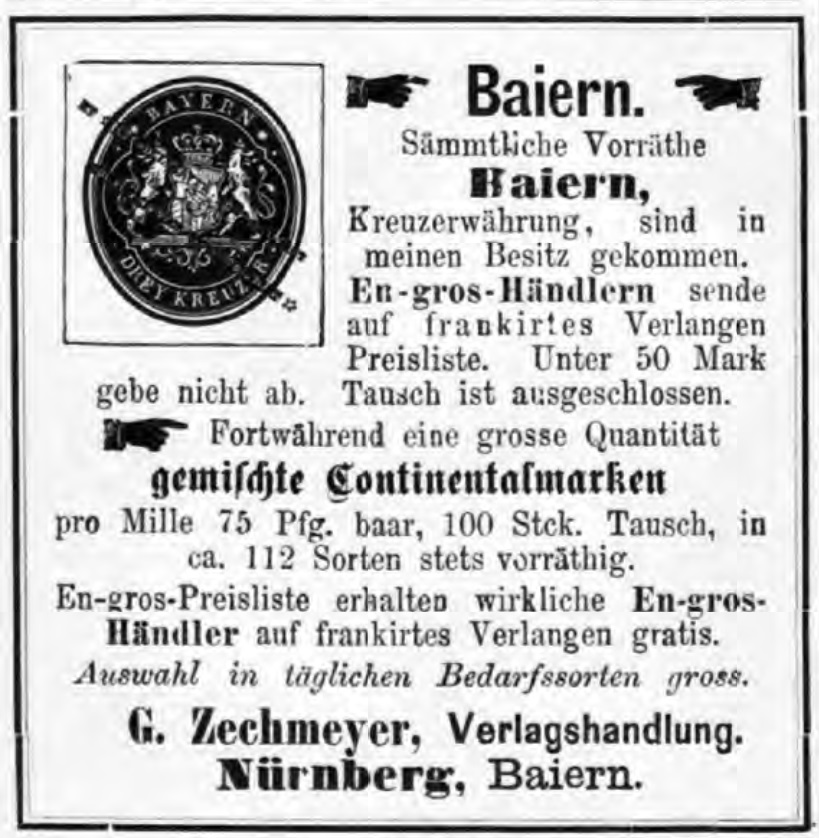 BAYERN
DREY KREUZER
Baiern.
Sämmtliche Vorräthe
Baiern,
Kreuzerwährung, sind in
meinen Besitz gekommen.
En-gros-Händlern sende
auf frankirtes Verlangen
Preisliste. Unter 50 Mark
gebe nicht ab. Tausch ist ausgeschlossen.
Fortwährend eine grosse Quantität
gemischte Continentalmarken
pro Mille 75 Pfg. baar, 100 Stck. Tausch, in
ca. 112 Sorten stets vorräthig.
En-gros-Preisliste erhalten wirkliche En-gros-
Händler auf frankirtes Verlangen gratis.
Auswahl in täglichen Bedarfssorten gross.
G. Zechmeyer, Verlagshandlung.
Nürnberg, Baiern.